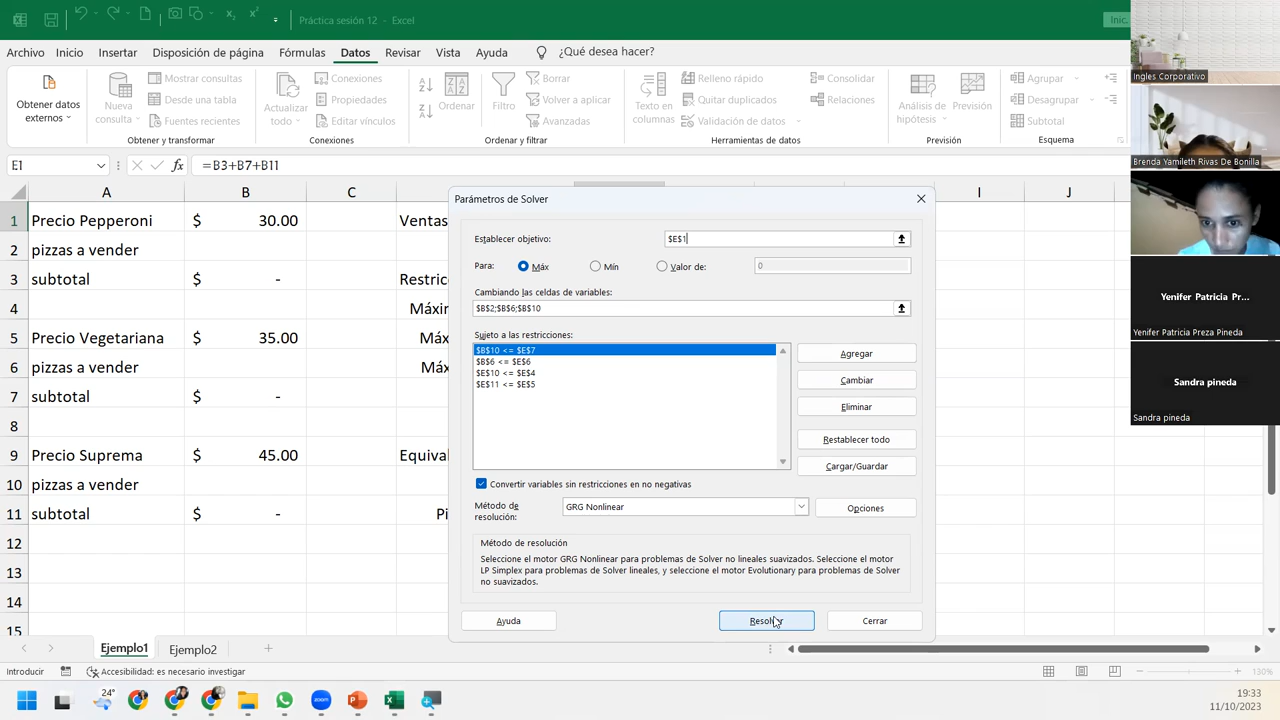 Práctica sesión 12 - Excel
Inic.
Archivo Inicio Insertar Disposición de página Fórmulas Datos Revisar Vista Ayuda ¿Qué desea hacer?
Obtener datos externos
Nueva consulta
Mostrar consultas
Desde una tabla
Fuentes recientes
Obtener y transformar
Actualizar todo
Conexiones
Propiedades
Editar vínculos
Conexiones
Ordenar
Filtro
Volver a aplicar
Avanzadas
Ordenar y filtrar
Texto en columnas
Relleno rápido
Quitar duplicados
Validación de datos
Consolidar
Relaciones
Herramientas de datos
Análisis de hipótesis
Previsión
Previsión
Agrupar
Desagrupar
Subtotal
Esquema
E1 fx =B3+B7+B11
A B C I J
1 Precio Pepperoni $ 30.00 Ventas
2 pizzas a vender
3 subtotal $ - Restric
4 Máxim
5 Precio Vegetariana $ 35.00 Máx
6 pizzas a vender Máx
7 subtotal $ -
8
9 Precio Suprema $ 45.00 Equiva
10 pizzas a vender
11 subtotal $ - Pi
12
13
14
15
Parámetros de Solver
Establecer objetivo: $E$1
Para: Máx Mín Valor de: 0
Cambiando las celdas de variables:
$B$2;$B$6;$B$10
Sujeto a las restricciones:
$B$10 <= $E$7
$B$6 <= $E$6
$E$10 <= $E$4
$E$11 <= $E$5
Agregar
Cambiar
Eliminar
Restablecer todo
Cargar/Guardar
Convertir variables sin restricciones en no negativas
Método de resolución: GRG Nonlinear Opciones
Método de resolución
Seleccione el motor GRG Nonlinear para problemas de Solver no lineales suavizados. Seleccione el motor
LP Simplex para problemas de Solver lineales, y seleccione el motor Evolutionary para problemas de Solver
no suavizados.
Ayuda Resolver Cerrar
Ingles Corporativo
Brenda Yamileth Rivas De Bonilla
Yenifer Patricia Pr...
Yenifer Patricia Preza Pineda
Sandra pineda
Sandra pineda
Ejemplo1 Ejemplo2
Introducir Accesibilidad: es necesario investigar 130%
24°
19:33
11/10/2023